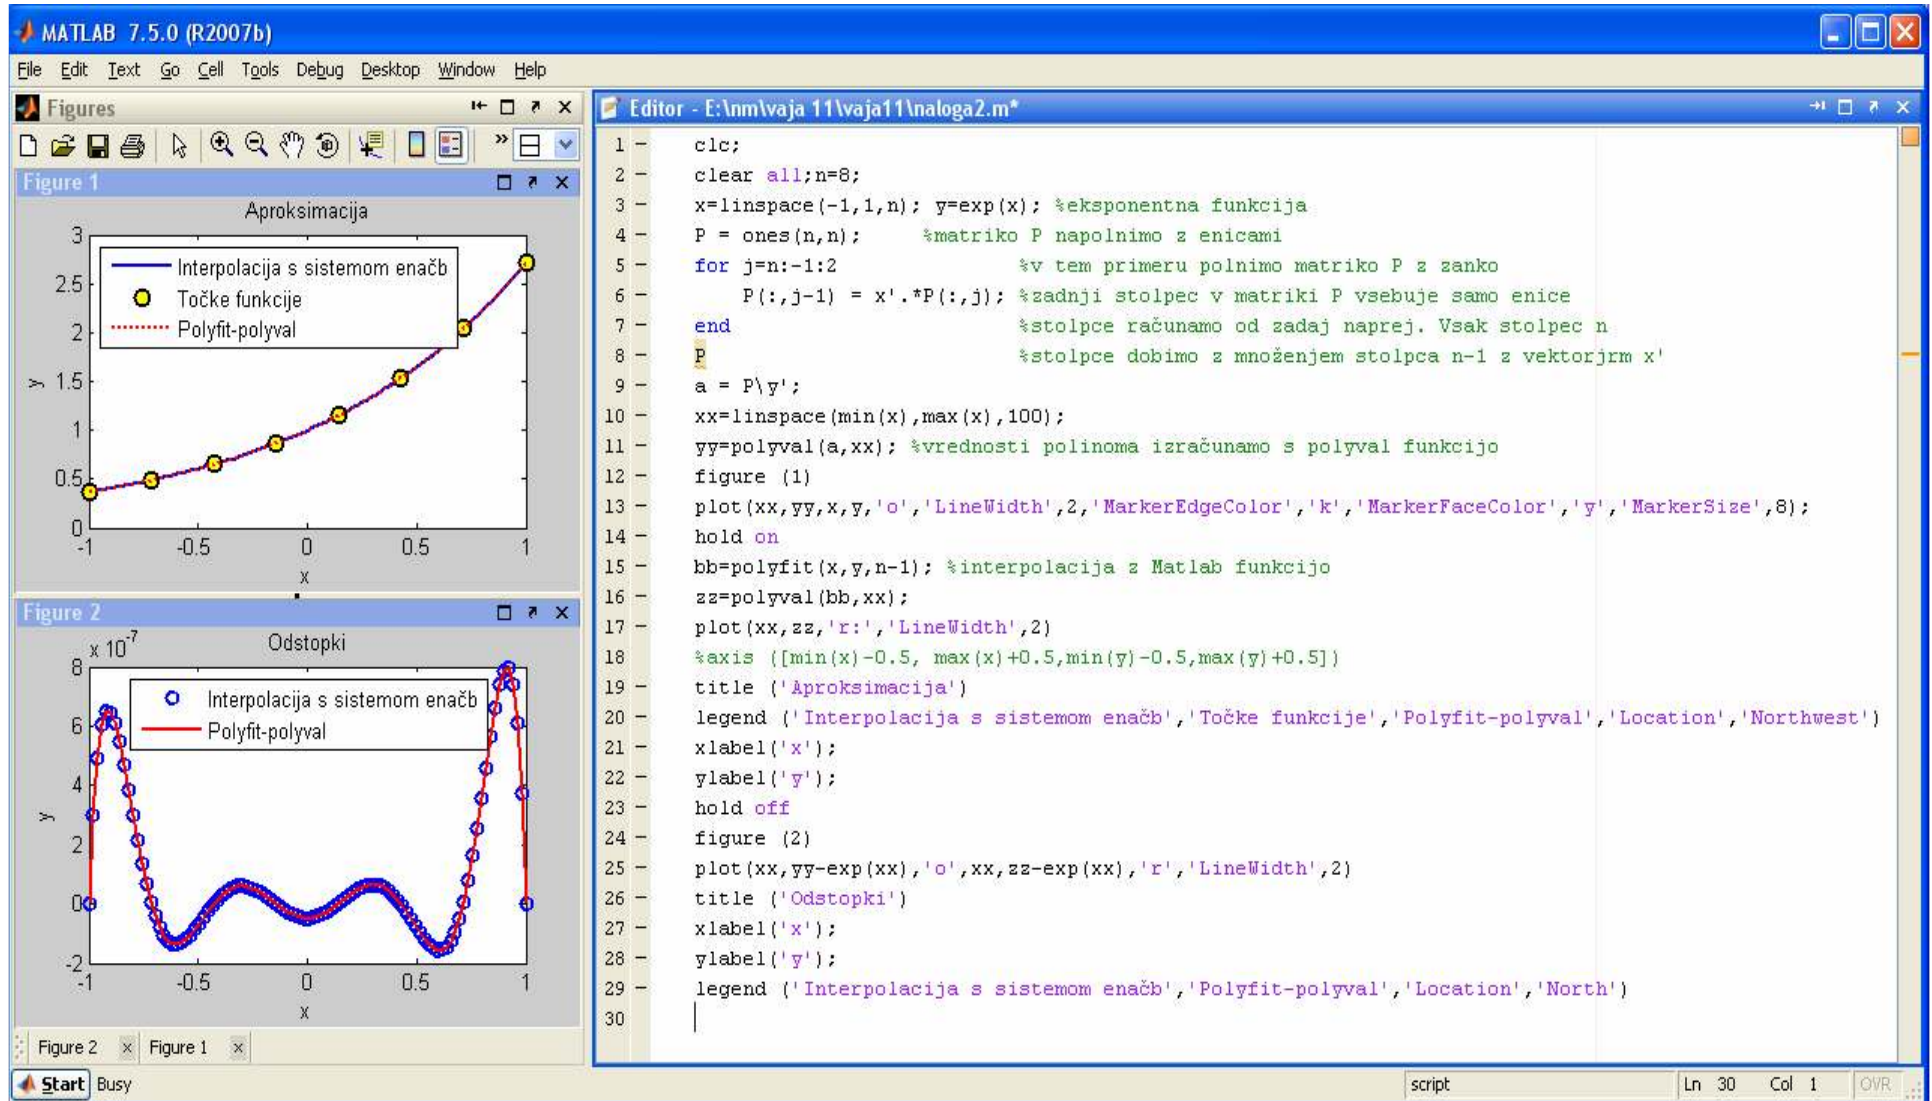 MATLAB 7.5.0 (R2007b)
File Edit Text Go Cell Tools Debug Desktop Window Help
Figures
Figure 1
Aproksimacija
3
2.5
2
1.5
1
0.5
0
y
Interpolacija s sistemom enačb
Točke funkcije
Polyfit-polyval
-1 -0.5 0 0.5 1
x
Figure 2
x 10^-7
Odstopki
8
6
4
2
0
-2
y
Interpolacija s sistemom enačb
Polyfit-polyval
-1 -0.5 0 0.5 1
x
Figure 2 × Figure 1 ×
Editor - E:\nm\vaja 11\vaja11\naloga2.m*
1 - clc;
2 - clear all;n=8;
3 - x=linspace(-1,1,n); y=exp(x); %eksponentna funkcija
4 - P = ones(n,n); %matriko P napolnimo z enicami
5 - for j=n:-1:2 %v tem primeru polnimo matriko P z zanko
6 - P(:,j-1) = x'.*P(:,j); %zadnji stolpec v matriki P vsebuje samo enice
7 - end %stolpce računamo od zadaj naprej. Vsak stolpec n
8 - P %stolpce dobimo z množenjem stolpca n-1 z vektorjrm x'
9 - a = P\y';
10 - xx=linspace(min(x),max(x),100);
11 - yy=polyval(a,xx); %vrednosti polinoma izračunamo s polyval funkcijo
12 - figure (1)
13 - plot(xx,yy,x,y,'o','LineWidth',2,'MarkerEdgeColor','k','MarkerFaceColor','y','MarkerSize',8);
14 - hold on
15 - bb=polyfit(x,y,n-1); %interpolacija z Matlab funkcijo
16 - zz=polyval(bb,xx);
17 - plot(xx,zz,'r:','LineWidth',2)
18 %axis ([min(x)-0.5, max(x)+0.5,min(y)-0.5,max(y)+0.5])
19 - title ('Aproksimacija')
20 - legend ('Interpolacija s sistemom enačb','Točke funkcije','Polyfit-polyval','Location','Northwest')
21 - xlabel('x');
22 - ylabel('y');
23 - hold off
24 - figure (2)
25 - plot(xx,yy-exp(xx),'o',xx,zz-exp(xx),'r','LineWidth',2)
26 - title ('Odstopki')
27 - xlabel('x');
28 - ylabel('y');
29 - legend ('Interpolacija s sistemom enačb','Polyfit-polyval','Location','North')
30
Start Busy
script Ln 30 Col 1 OVR